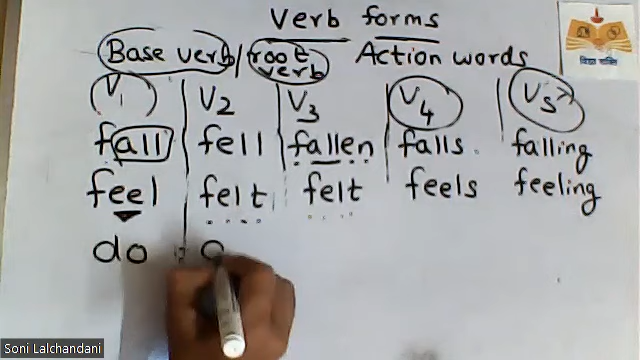 Verb forms
Base verb / root verb Action words
V1 V2 V3 V4 V5
fall fell fallen falls falling
feel felt felt feels feeling
do
Soni Lalchandani